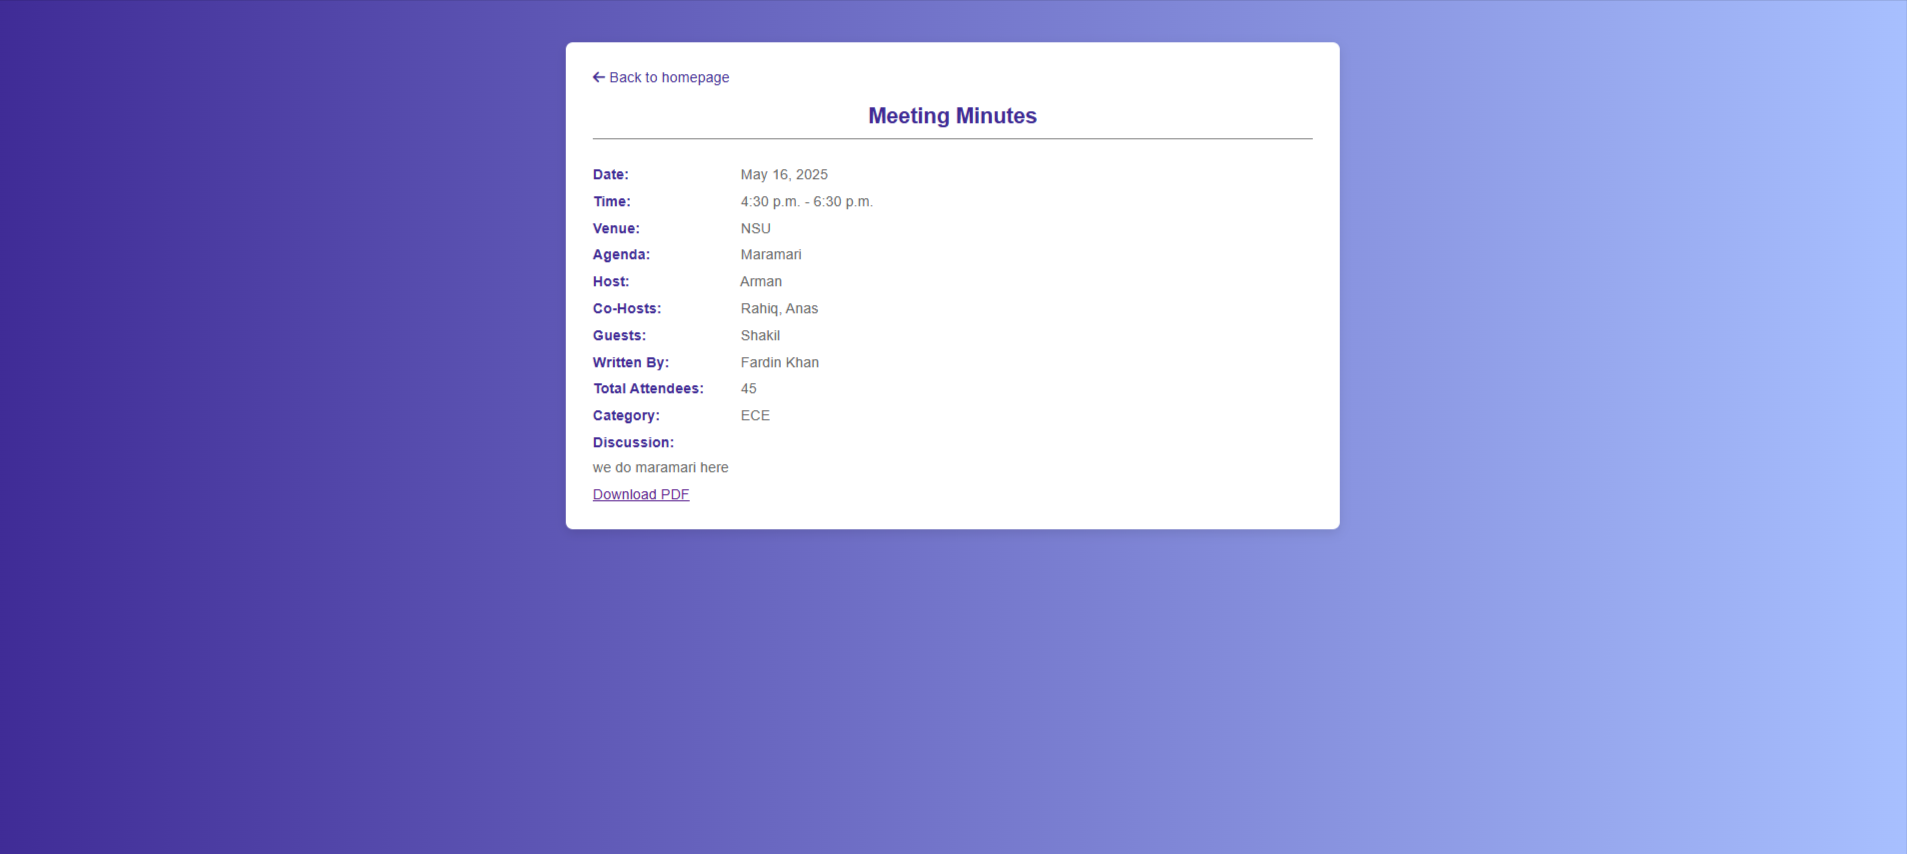 Back to homepage
Meeting Minutes
Date: May 16, 2025
Time: 4:30 p.m. - 6:30 p.m.
Venue: NSU
Agenda: Maramari
Host: Arman
Co-Hosts: Rahiq, Anas
Guests: Shakil
Written By: Fardin Khan
Total Attendees: 45
Category: ECE
Discussion:
we do maramari here
Download PDF